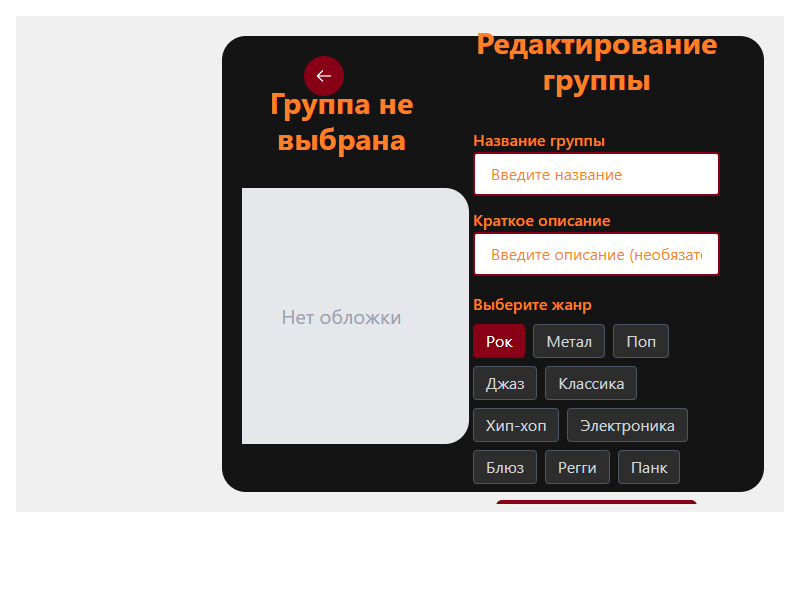 Группа не
выбрана
Нет обложки
Редактирование
группы
Название группы
Введите название
Краткое описание
Введите описание (необязат
Выберите жанр
Рок Метал Поп
Джаз Классика
Хип-хоп Электроника
Блюз Регги Панк